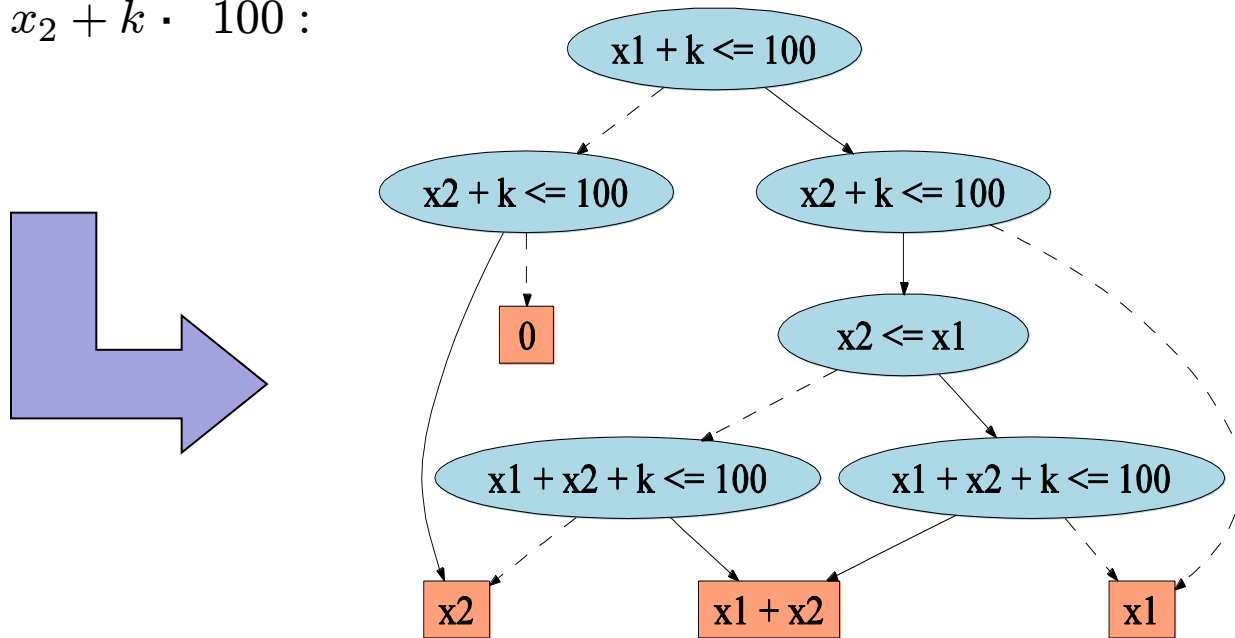 x₂ + k · 100 :
x1 + k <= 100
x2 + k <= 100
x2 + k <= 100
0
x2 <= x1
x1 + x2 + k <= 100
x1 + x2 + k <= 100
x2
x1 + x2
x1